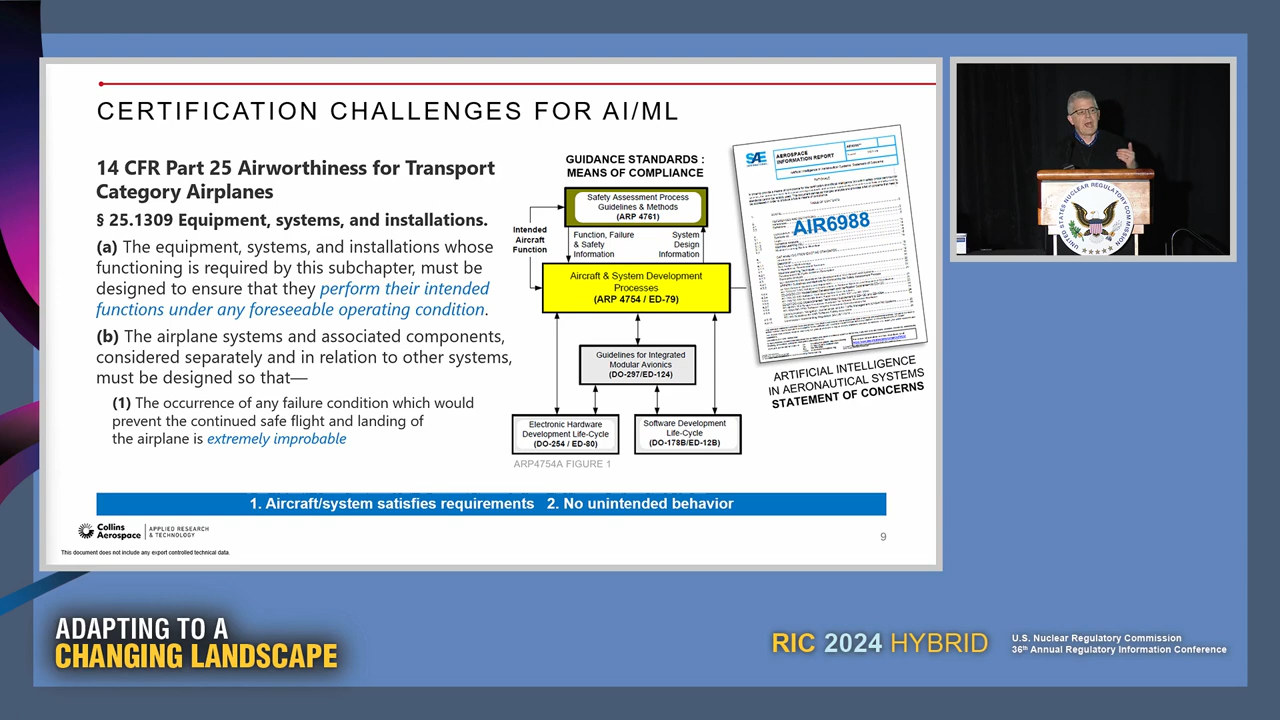 CERTIFICATION CHALLENGES FOR AI/ML
14 CFR Part 25 Airworthiness for Transport
Category Airplanes
§ 25.1309 Equipment, systems, and installations.
(a) The equipment, systems, and installations whose
functioning is required by this subchapter, must be
designed to ensure that they perform their intended
functions under any foreseeable operating condition.
(b) The airplane systems and associated components,
considered separately and in relation to other systems,
must be designed so that—
(1) The occurrence of any failure condition which would
prevent the continued safe flight and landing of
the airplane is extremely improbable
GUIDANCE STANDARDS :
MEANS OF COMPLIANCE
Safety Assessment Process
Guidelines & Methods
(ARP 4761)
Intended
Aircraft
Function
Function, Failure
& Safety
Information
System
Design
Information
Aircraft & System Development
Processes
(ARP 4754 / ED-79)
Guidelines for Integrated
Modular Avionics
(DO-297/ED-124)
Electronic Hardware
Development Life-Cycle
(DO-254 / ED-80)
Software Development
Life-Cycle
(DO-178B/ED-12B)
ARP4754A FIGURE 1
SAE
AEROSPACE
INFORMATION REPORT
AIR6988
ARTIFICIAL INTELLIGENCE
IN AERONAUTICAL SYSTEMS
STATEMENT OF CONCERNS
1. Aircraft/system satisfies requirements 2. No unintended behavior
Collins
Aerospace
APPLIED RESEARCH
& TECHNOLOGY
9
This document does not include any export controlled technical data.
UNITED STATES NUCLEAR REGULATORY COMMISSION
ADAPTING TO A
CHANGING LANDSCAPE
RIC 2024 HYBRID
U.S. Nuclear Regulatory Commission
36th Annual Regulatory Information Conference